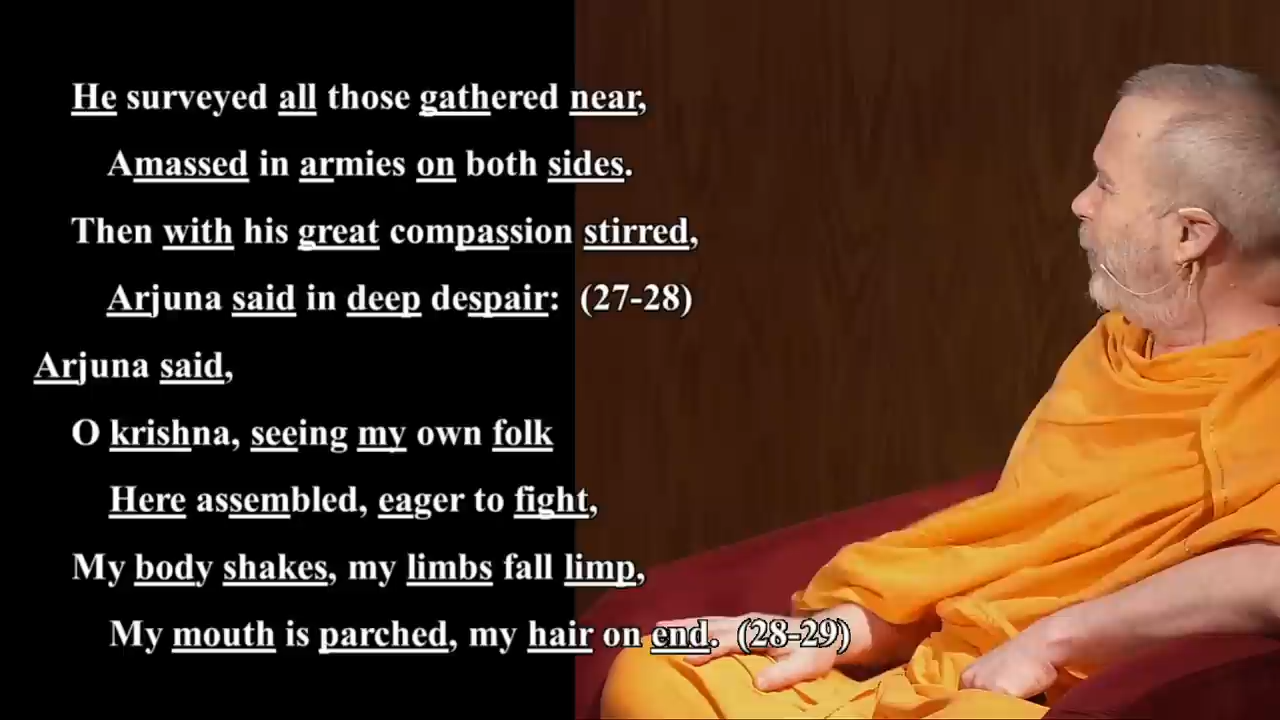 He surveyed all those gathered near,
Amassed in armies on both sides.
Then with his great compassion stirred,
Arjuna said in deep despair: (27-28)
Arjuna said,
O krishna, seeing my own folk
Here assembled, eager to fight,
My body shakes, my limbs fall limp,
My mouth is parched, my hair on end. (28-29)